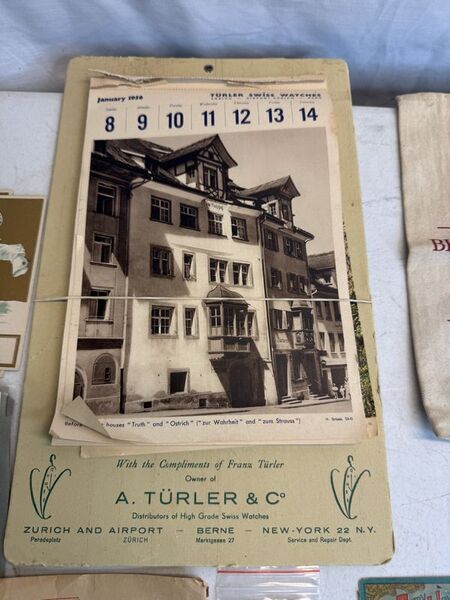 January 1956
TÜRLER SWISS WATCHES
8 9 10 11 12 13 14
Before houses "Truth" and "Ostrich" ("zur Wahrheit" and "zum Strauss")
With the Compliments of Franz Türler
Owner of
A. TÜRLER & Co
Distributors of High Grade Swiss Watches
ZURICH AND AIRPORT - BERNE - NEW-YORK 22 N.Y.
Paradeplatz ZÜRICH Marktgasse 27 Service and Repair Dept.